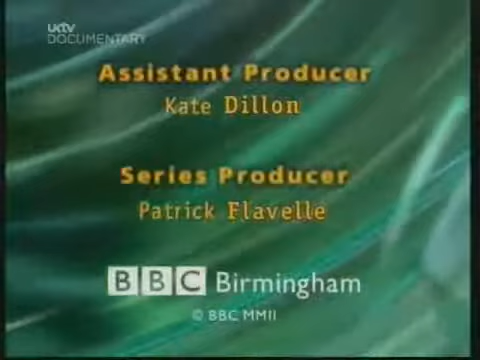 uktv
DOCUMENTARY
Assistant Producer
Kate Dillon
Series Producer
Patrick Flavelle
BBC Birmingham
© BBC MMII